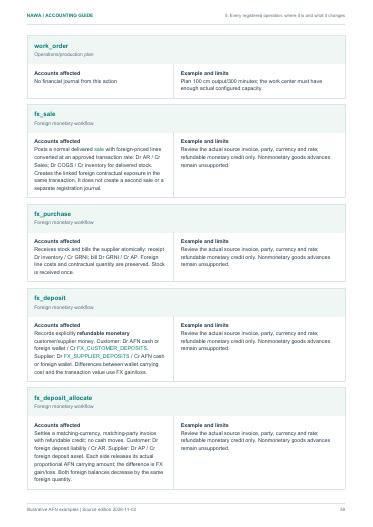 NAWA | ACCOUNTING GUIDE
5. Every registered operation: where it is and what it changes
work_order
Operations/production plan
Accounts affected
No financial journal from this action
Example and limits
Plan 100 cm output/300 minutes; the work center must have
enough actual configured capacity.
fx_sale
Foreign monetary workflow
Accounts affected
Posts a normal delivered sale with foreign-priced lines
converted at an approved transaction rate: Dr AR / Cr
Sales; Dr COGS / Cr inventory for delivered stock.
Creates the linked foreign contractual exposure in the
same transaction. It does not create a second sale or a
separate registration journal.
Example and limits
Review the actual source invoice, party, currency and rate;
refundable monetary credit only. Nonmonetary goods advances
remain unsupported.
fx_purchase
Foreign monetary workflow
Accounts affected
Receives stock and bills the supplier atomically: receipt
Dr inventory / Cr GRNI; bill Dr GRNI / Cr AP. Foreign
line costs and contractual quantity are preserved. Stock
is received once.
Example and limits
Review the actual source invoice, party, currency and rate;
refundable monetary credit only. Nonmonetary goods advances
remain unsupported.
fx_deposit
Foreign monetary workflow
Accounts affected
Records explicitly refundable monetary
customer/supplier money. Customer: Dr AFN cash or
foreign wallet / Cr FX_CUSTOMER_DEPOSITS.
Supplier: Dr FX_SUPPLIER_DEPOSITS / Cr AFN cash
or foreign wallet. Differences between wallet carrying
cost and the transaction value use FX gain/loss.
Example and limits
Review the actual source invoice, party, currency and rate;
refundable monetary credit only. Nonmonetary goods advances
remain unsupported.
fx_deposit_allocate
Foreign monetary workflow
Accounts affected
Settles a matching-currency, matching-party invoice
with refundable credit; no cash moves. Customer: Dr
foreign deposit liability / Cr AR. Supplier: Dr AP / Cr
foreign deposit asset. Each side releases its actual
proportional AFN carrying amount; the difference is FX
gain/loss. Both foreign balances decrease by the same
foreign quantity.
Example and limits
Review the actual source invoice, party, currency and rate;
refundable monetary credit only. Nonmonetary goods advances
remain unsupported.
Illustrative AFN examples | Source edition